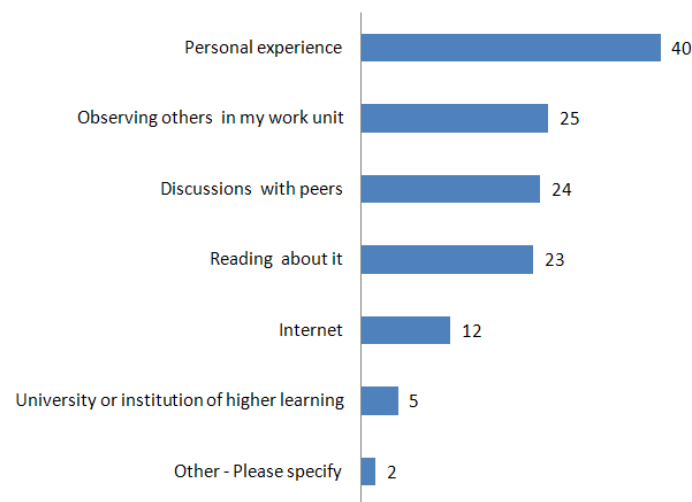 Personal experience 40
Observing others in my work unit 25
Discussions with peers 24
Reading about it 23
Internet 12
University or institution of higher learning 5
Other - Please specify 2